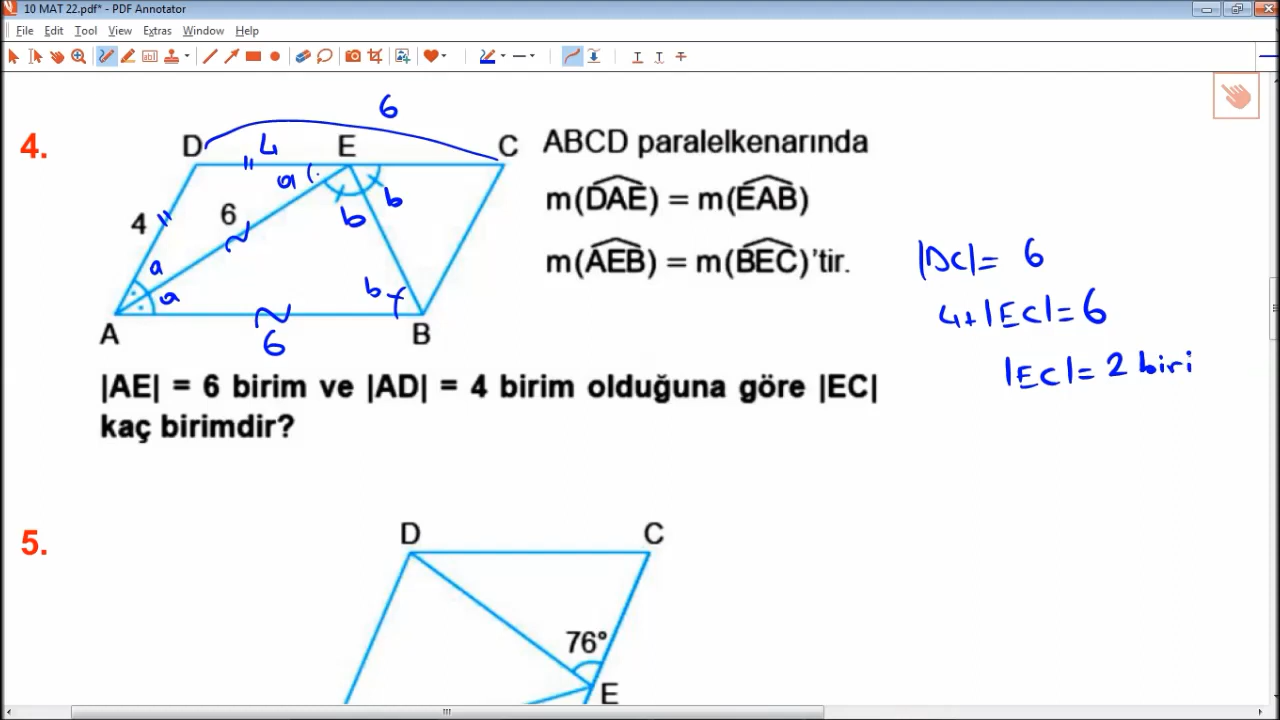 10 MAT 22.pdf* - PDF Annotator
File Edit Tool View Extras Window Help
4.
6
D 4 E C
a
b b
4 6
a
a b
A 6 B
ABCD paralelkenarında
m(DAE) = m(EAB)
m(AEB) = m(BEC)'tir.
|DC|= 6
4+|EC|= 6
|EC|= 2 biri
|AE| = 6 birim ve |AD| = 4 birim olduğuna göre |EC|
kaç birimdir?
5.
D C
76°
E